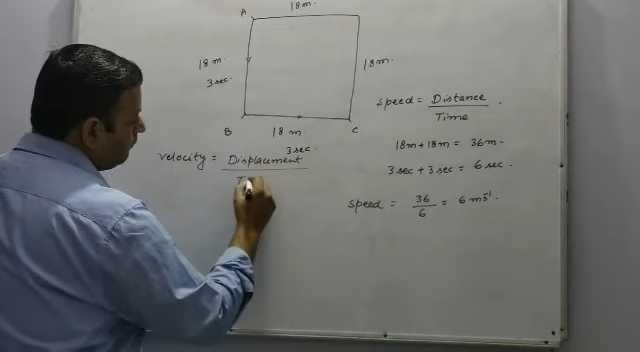 A
18 m.
18 m.
3 sec.
18 m.
B
18 m.
3 sec.
C
Speed = Distance
Time
18m + 18m = 36m
3 sec + 3 sec = 6 sec.
Speed = 36
6
= 6 ms⁻¹
velocity = Displacement
T